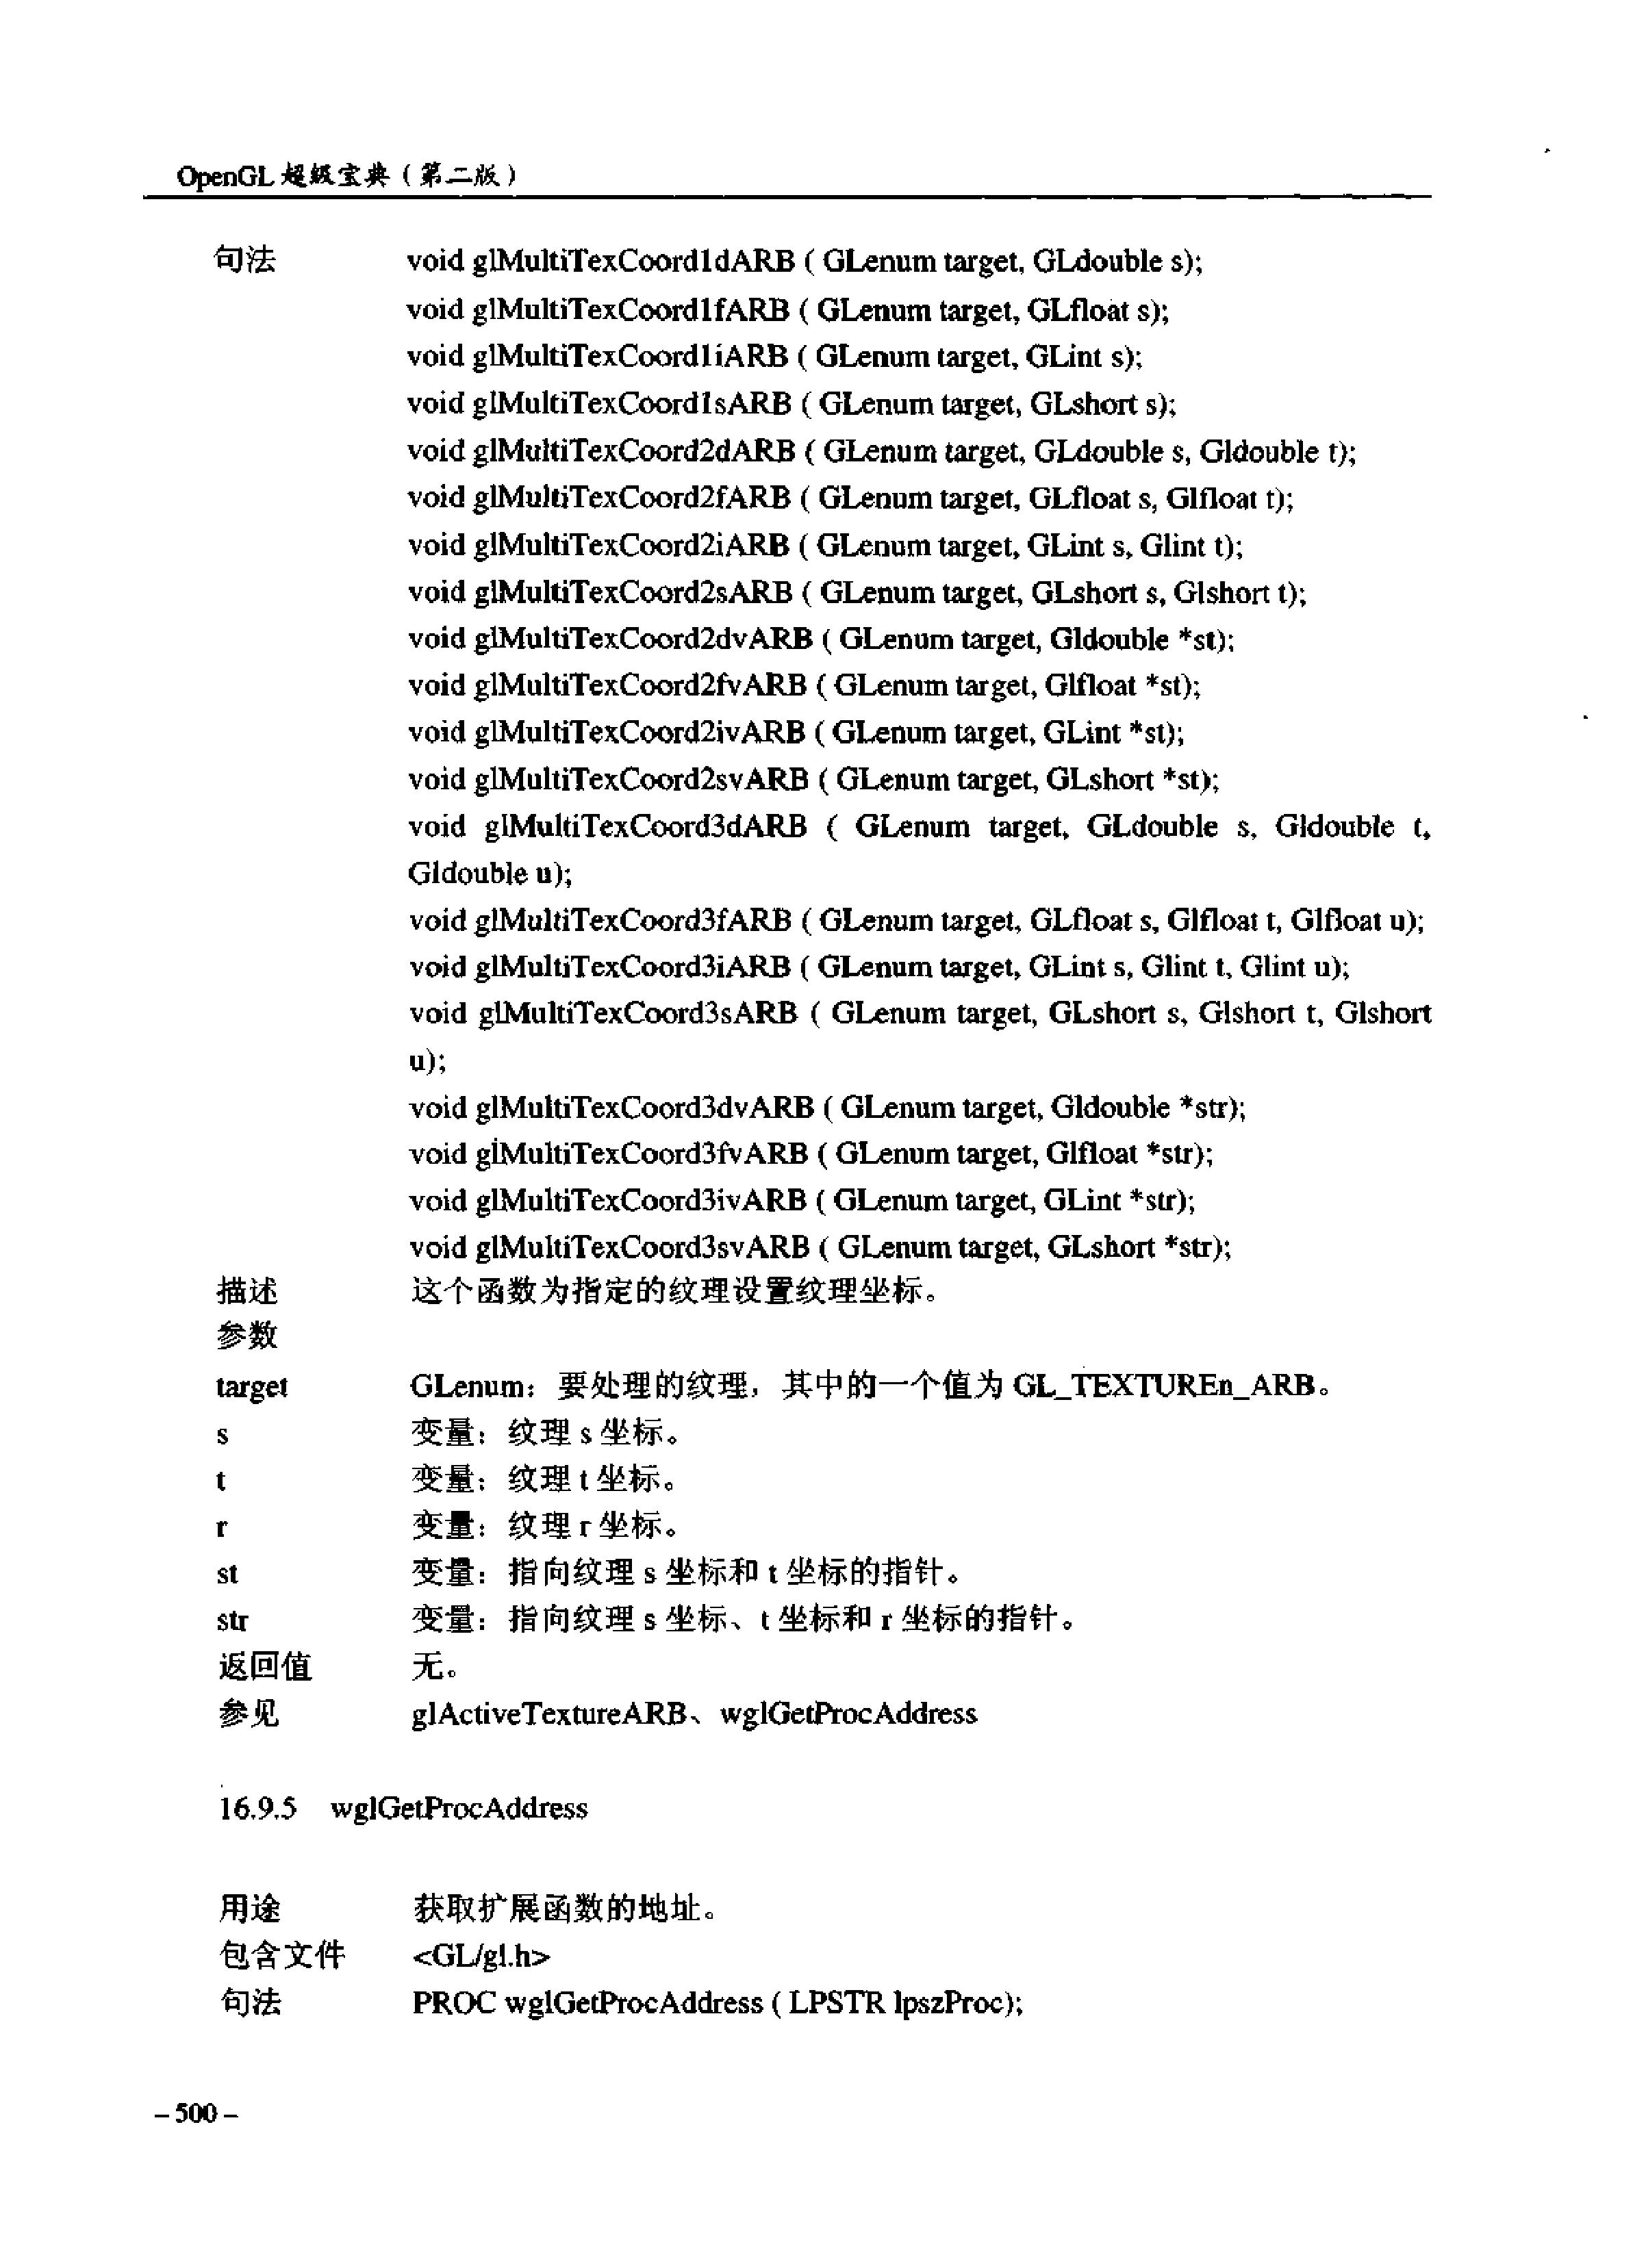 OpenGL 超级宝典（第二版）
句法 void glMultiTexCoord1dARB ( GLenum target, GLdouble s);
void glMultiTexCoord1fARB ( GLenum target, GLfloat s);
void glMultiTexCoord1iARB ( GLenum target, GLint s);
void glMultiTexCoord1sARB ( GLenum target, GLshort s);
void glMultiTexCoord2dARB ( GLenum target, GLdouble s, Gldouble t);
void glMultiTexCoord2fARB ( GLenum target, GLfloat s, Glfloat t);
void glMultiTexCoord2iARB ( GLenum target, GLint s, Glint t);
void glMultiTexCoord2sARB ( GLenum target, GLshort s, Glshort t);
void glMultiTexCoord2dvARB ( GLenum target, Gldouble *st);
void glMultiTexCoord2fvARB ( GLenum target, Glfloat *st);
void glMultiTexCoord2ivARB ( GLenum target, GLint *st);
void glMultiTexCoord2svARB ( GLenum target, GLshort *st);
void glMultiTexCoord3dARB ( GLenum target, GLdouble s, Gldouble t,
Gldouble u);
void glMultiTexCoord3fARB ( GLenum target, GLfloat s, Glfloat t, Glfloat u);
void glMultiTexCoord3iARB ( GLenum target, GLint s, Glint t, Glint u);
void glMultiTexCoord3sARB ( GLenum target, GLshort s, Glshort t, Glshort
u);
void glMultiTexCoord3dvARB ( GLenum target, Gldouble *str);
void glMultiTexCoord3fvARB ( GLenum target, Glfloat *str);
void glMultiTexCoord3ivARB ( GLenum target, GLint *str);
void glMultiTexCoord3svARB ( GLenum target, GLshort *str);
描述 这个函数为指定的纹理设置纹理坐标。
参数
target GLenum：要处理的纹理，其中的一个值为 GL_TEXTUREn_ARB。
s 变量：纹理 s 坐标。
t 变量：纹理 t 坐标。
r 变量：纹理 r 坐标。
st 变量：指向纹理 s 坐标和 t 坐标的指针。
str 变量：指向纹理 s 坐标、t 坐标和 r 坐标的指针。
返回值 无。
参见 glActiveTextureARB、wglGetProcAddress
16.9.5 wglGetProcAddress
用途 获取扩展函数的地址。
包含文件 <GL/gl.h>
句法 PROC wglGetProcAddress ( LPSTR lpszProc);
– 500 –